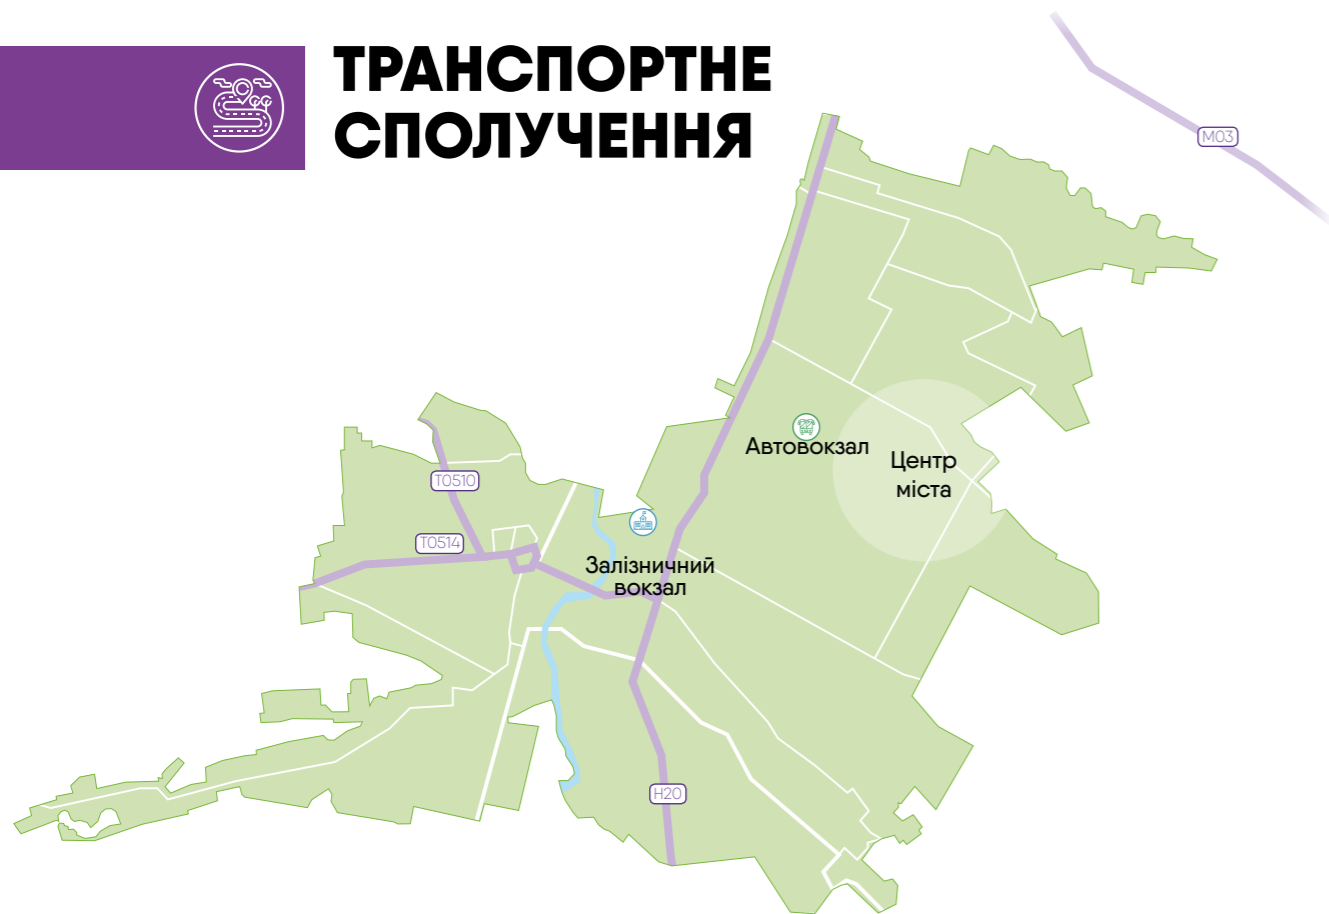 ТРАНСПОРТНЕ
СПОЛУЧЕННЯ
М03
Автовокзал
Центр
міста
Т0510
Т0514
Залізничний
вокзал
Н20